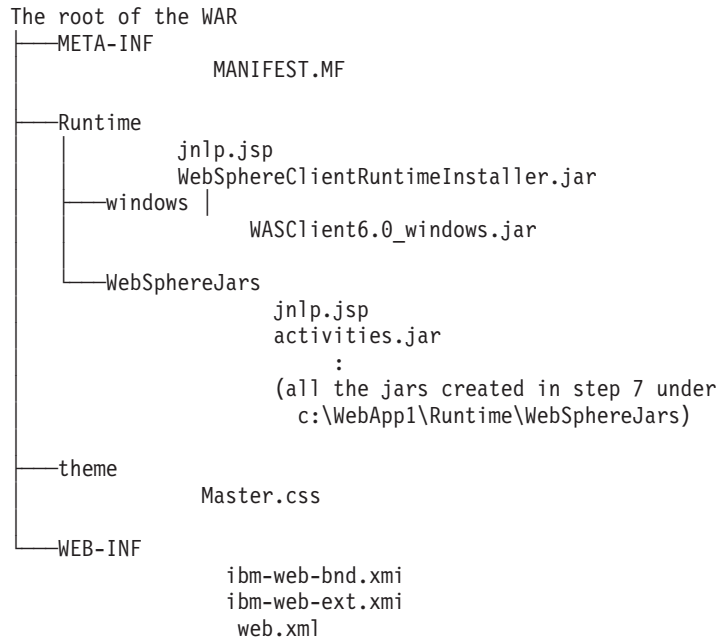 The root of the WAR
META-INF
MANIFEST.MF
Runtime
jnlp.jsp
WebSphereClientRuntimeInstaller.jar
windows |
WASClient6.0_windows.jar
WebSphereJars
jnlp.jsp
activities.jar
:
(all the jars created in step 7 under
c:\WebApp1\Runtime\WebSphereJars)
theme
Master.css
WEB-INF
ibm-web-bnd.xmi
ibm-web-ext.xmi
web.xml